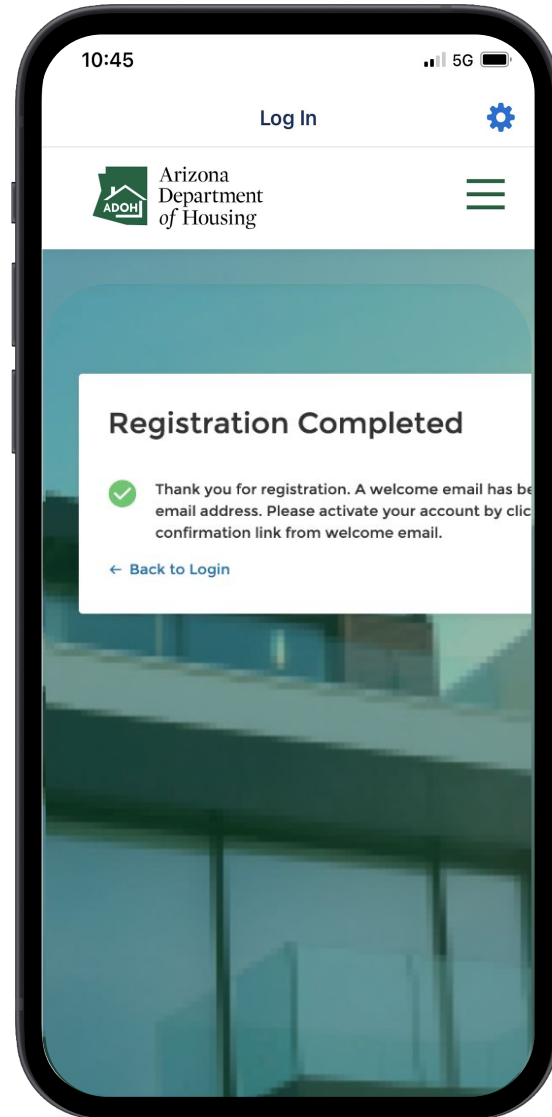 10:45
5G
Log In
ADOH
Arizona
Department
of Housing
Registration Completed
Thank you for registration. A welcome email has be
email address. Please activate your account by clic
confirmation link from welcome email.
← Back to Login